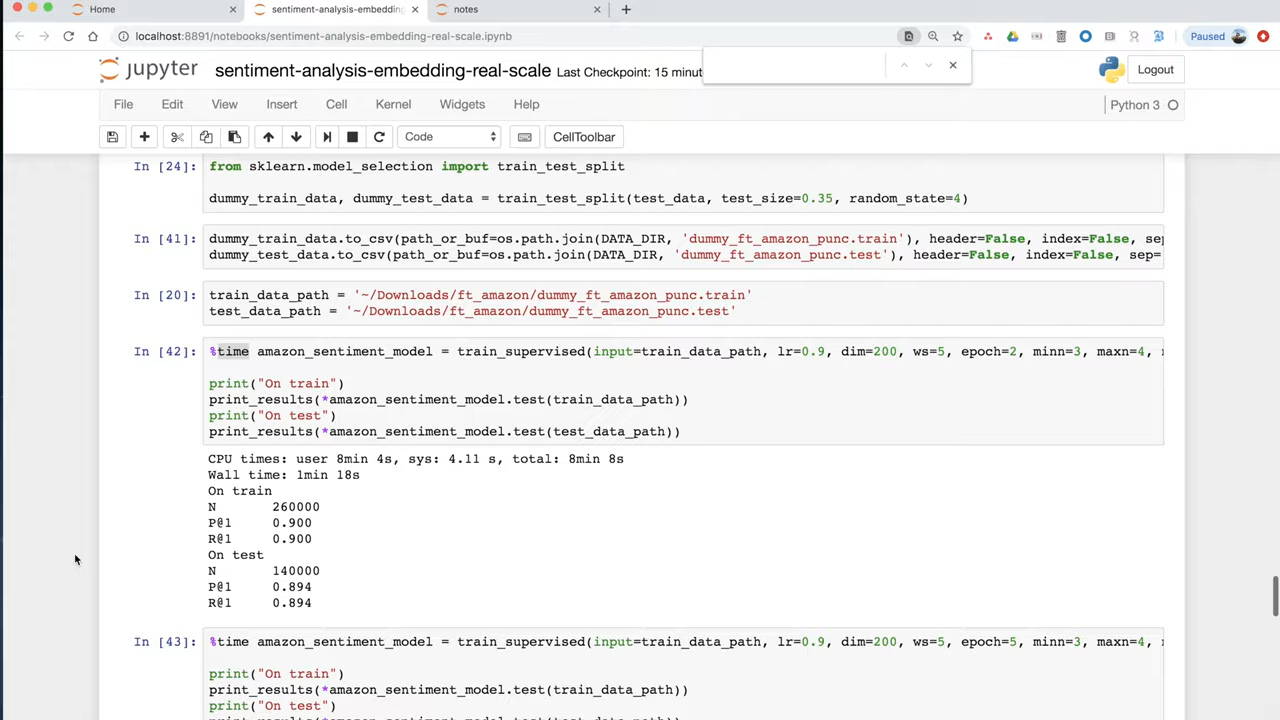 Home
sentiment-analysis-embedding-
notes
localhost:8891/notebooks/sentiment-analysis-embedding-real-scale.ipynb
Paused
jupyter sentiment-analysis-embedding-real-scale Last Checkpoint: 15 minut
Logout
File Edit View Insert Cell Kernel Widgets Help
Python 3
Code
CellToolbar
In [24]: from sklearn.model_selection import train_test_split
dummy_train_data, dummy_test_data = train_test_split(test_data, test_size=0.35, random_state=4)
In [41]: dummy_train_data.to_csv(path_or_buf=os.path.join(DATA_DIR, 'dummy_ft_amazon_punc.train'), header=False, index=False, sep
dummy_test_data.to_csv(path_or_buf=os.path.join(DATA_DIR, 'dummy_ft_amazon_punc.test'), header=False, index=False, sep=
In [20]: train_data_path = '~/Downloads/ft_amazon/dummy_ft_amazon_punc.train'
test_data_path = '~/Downloads/ft_amazon/dummy_ft_amazon_punc.test'
In [42]: %time amazon_sentiment_model = train_supervised(input=train_data_path, lr=0.9, dim=200, ws=5, epoch=2, minn=3, maxn=4,
print("On train")
print_results(*amazon_sentiment_model.test(train_data_path))
print("On test")
print_results(*amazon_sentiment_model.test(test_data_path))
CPU times: user 8min 4s, sys: 4.11 s, total: 8min 8s
Wall time: 1min 18s
On train
N 260000
P@1 0.900
R@1 0.900
On test
N 140000
P@1 0.894
R@1 0.894
In [43]: %time amazon_sentiment_model = train_supervised(input=train_data_path, lr=0.9, dim=200, ws=5, epoch=5, minn=3, maxn=4,
print("On train")
print_results(*amazon_sentiment_model.test(train_data_path))
print("On test")